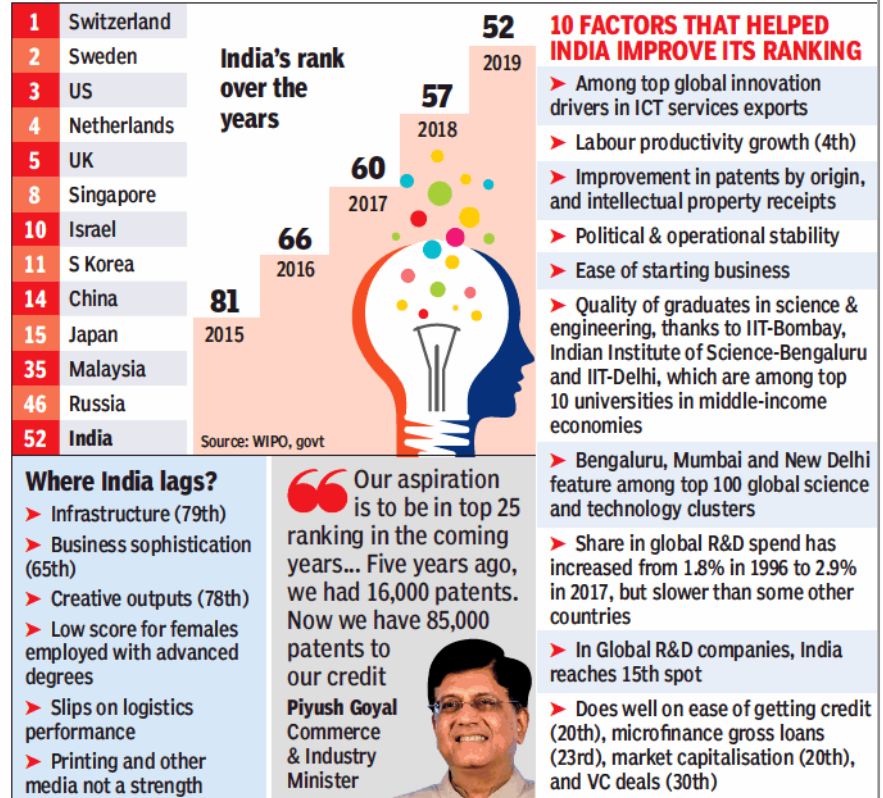 1 Switzerland
2 Sweden
3 US
4 Netherlands
5 UK
8 Singapore
10 Israel
11 S Korea
14 China
15 Japan
35 Malaysia
46 Russia
52 India
India's rank
over the
years
52
2019
57
2018
60
2017
66
2016
81
2015
Source: WIPO, govt
Where India lags?
➤ Infrastructure (79th)
➤ Business sophistication
(65th)
➤ Creative outputs (78th)
➤ Low score for females
employed with advanced
degrees
➤ Slips on logistics
performance
➤ Printing and other
media not a strength
“ Our aspiration
is to be in top 25
ranking in the coming
years... Five years ago,
we had 16,000 patents.
Now we have 85,000
patents to
our credit
Piyush Goyal
Commerce
& Industry
Minister
10 FACTORS THAT HELPED
INDIA IMPROVE ITS RANKING
➤ Among top global innovation
drivers in ICT services exports
➤ Labour productivity growth (4th)
➤ Improvement in patents by origin,
and intellectual property receipts
➤ Political & operational stability
➤ Ease of starting business
➤ Quality of graduates in science &
engineering, thanks to IIT-Bombay,
Indian Institute of Science-Bengaluru
and IIT-Delhi, which are among top
10 universities in middle-income
economies
➤ Bengaluru, Mumbai and New Delhi
feature among top 100 global science
and technology clusters
➤ Share in global R&D spend has
increased from 1.8% in 1996 to 2.9%
in 2017, but slower than some other
countries
➤ In Global R&D companies, India
reaches 15th spot
➤ Does well on ease of getting credit
(20th), microfinance gross loans
(23rd), market capitalisation (20th),
and VC deals (30th)